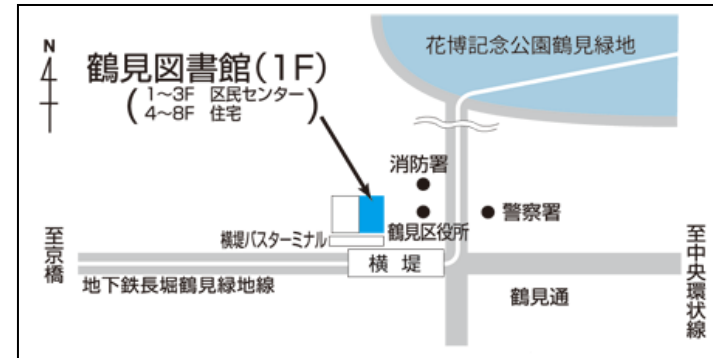 N
花博記念公園鶴見緑地
鶴見図書館(1F)
(1〜3F 区民センター
4〜8F 住宅)
消防署
警察署
鶴見区役所
横堤バスターミナル
至京橋
横 堤
地下鉄長堀鶴見緑地線
鶴見通
至中央環状線